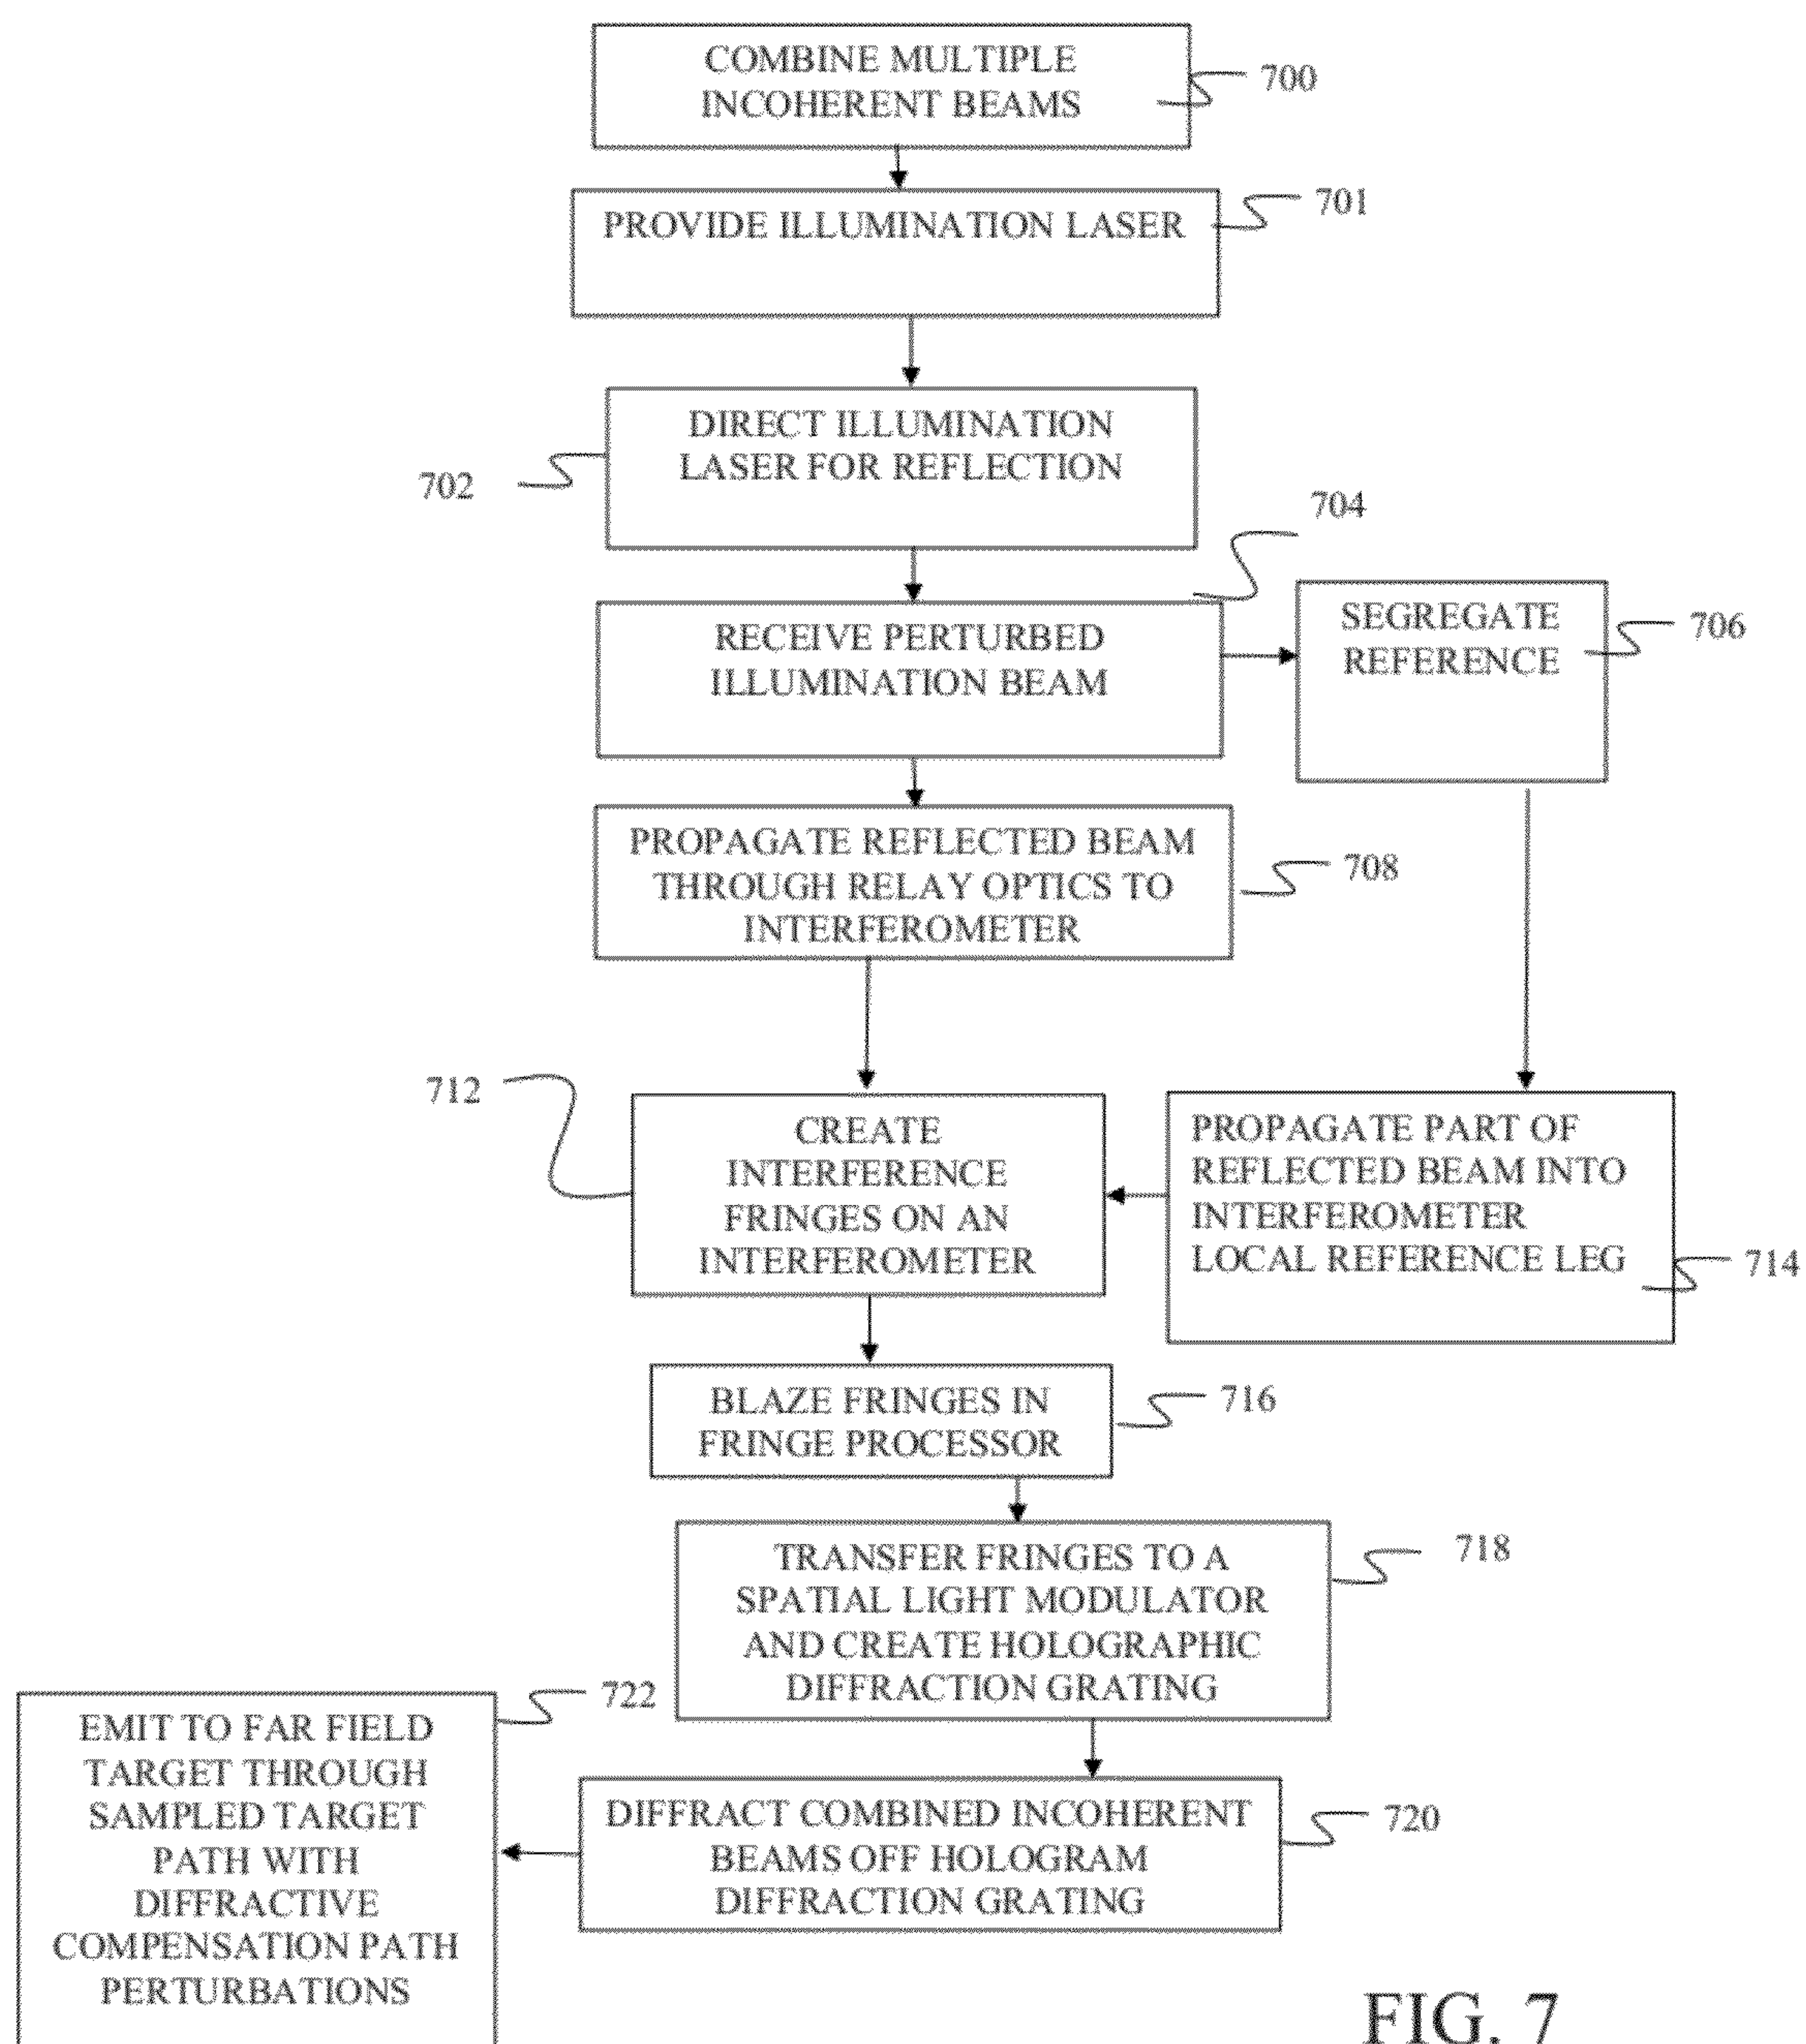 COMBINE MULTIPLE
INCOHERENT BEAMS
700
PROVIDE ILLUMINATION LASER
701
DIRECT ILLUMINATION
LASER FOR REFLECTION
702
704
RECEIVE PERTURBED
ILLUMINATION BEAM
SEGREGATE
REFERENCE
706
PROPAGATE REFLECTED BEAM
THROUGH RELAY OPTICS TO
INTERFEROMETER
708
712
CREATE
INTERFERENCE
FRINGES ON AN
INTERFEROMETER
PROPAGATE PART OF
REFLECTED BEAM INTO
INTERFEROMETER
LOCAL REFERENCE LEG
714
BLAZE FRINGES IN
FRINGE PROCESSOR
716
TRANSFER FRINGES TO A
SPATIAL LIGHT MODULATOR
AND CREATE HOLOGRAPHIC
DIFFRACTION GRATING
718
DIFFRACT COMBINED INCOHERENT
BEAMS OFF HOLOGRAM
DIFFRACTION GRATING
720
722
EMIT TO FAR FIELD
TARGET THROUGH
SAMPLED TARGET
PATH WITH
DIFFRACTIVE
COMPENSATION PATH
PERTURBATIONS
FIG. 7